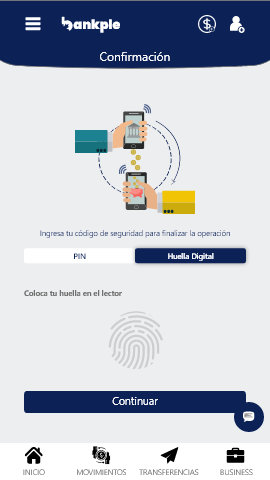 bankple
Confirmación
Ingresa tu código de seguridad para finalizar la operación
PIN
Huella Digital
Coloca tu huella en el lector
Continuar
INICIO
MOVIMIENTOS
TRANSFERENCIAS
BUSINESS